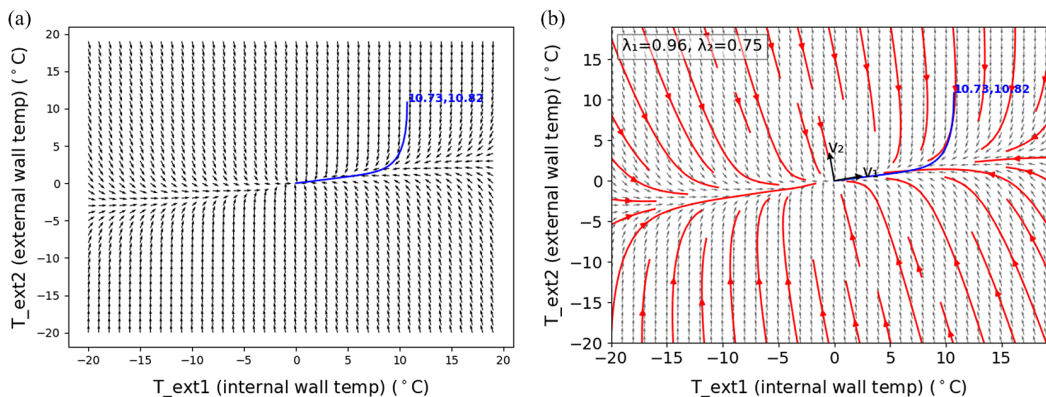 (a)
20
15
10
5
0
−5
−10
−15
−20
T_ext2 (external wall temp) (°C)
10.73,10.82
−20 −15 −10 −5 0 5 10 15 20
T_ext1 (internal wall temp) (°C)
(b)
λ₁=0.96, λ₂=0.75
15
10
5
0
−5
−10
−15
−20
T_ext2 (external wall temp) (°C)
10.73,10.82
V₂
V₁
−20 −15 −10 −5 0 5 10 15
T_ext1 (internal wall temp) (°C)